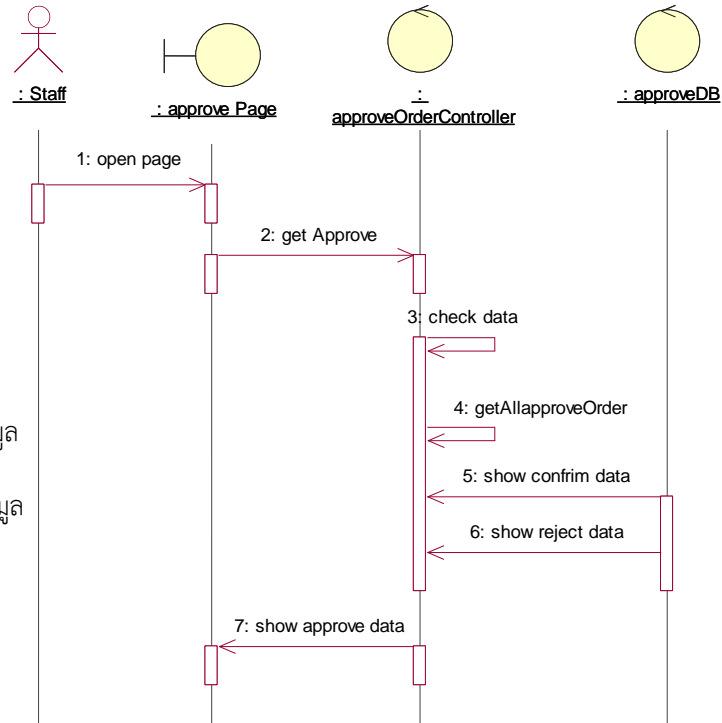 : Staff
: approve Page
:
approveOrderController
: approveDB
1: open page
2: get Approve
3: check data
4: getAllapproveOrder
5: show confrim data
6: show reject data
7: show approve data